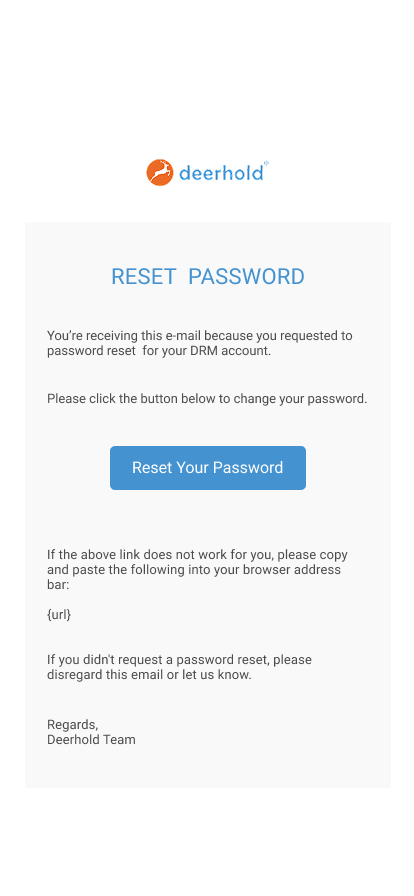 deerhold
RESET PASSWORD
You’re receiving this e-mail because you requested to
password reset for your DRM account.
Please click the button below to change your password.
Reset Your Password
If the above link does not work for you, please copy
and paste the following into your browser address
bar:
{url}
If you didn't request a password reset, please
disregard this email or let us know.
Regards,
Deerhold Team